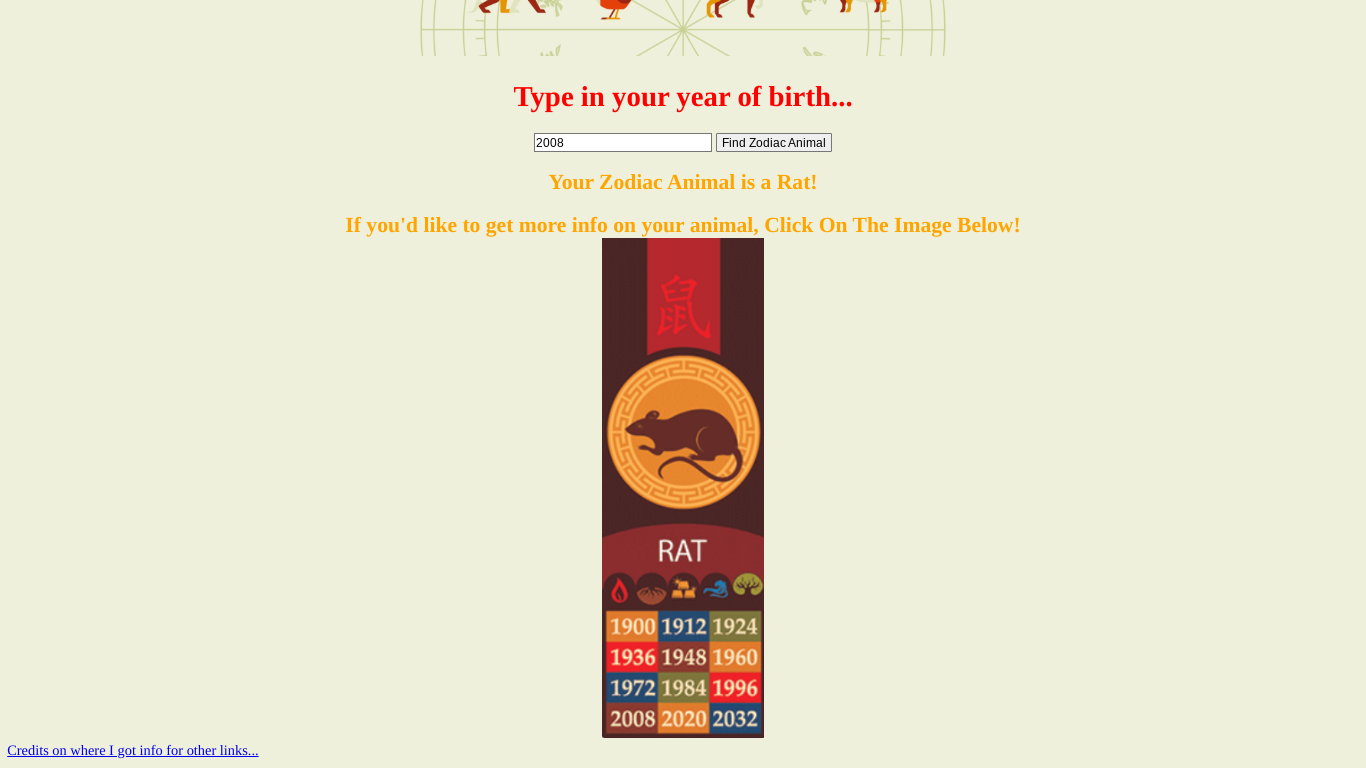 Type in your year of birth...
2008 Find Zodiac Animal
Your Zodiac Animal is a Rat!
If you'd like to get more info on your animal, Click On The Image Below!
鼠
RAT
1900 1912 1924
1936 1948 1960
1972 1984 1996
2008 2020 2032
Credits on where I got info for other links...